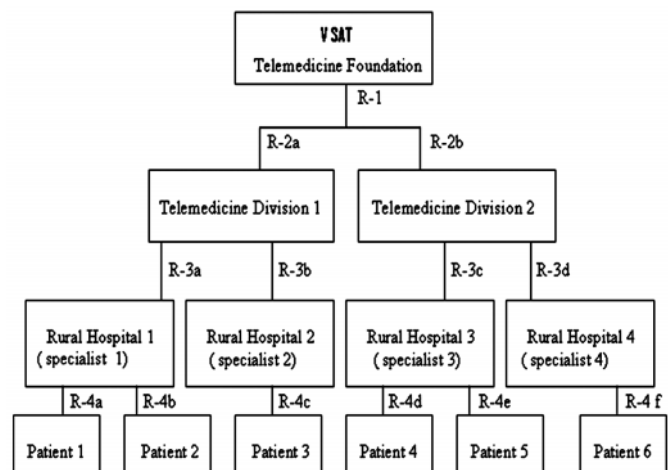 V SAT
Telemedicine Foundation
R-1
R-2a
R-2b
Telemedicine Division 1
Telemedicine Division 2
R-3a
R-3b
R-3c
R-3d
Rural Hospital 1
( specialist 1)
Rural Hospital 2
( specialist 2)
Rural Hospital 3
( specialist 3)
Rural Hospital 4
( specialist 4)
R-4a
R-4b
R-4c
R-4d
R-4e
R-4 f
Patient 1
Patient 2
Patient 3
Patient 4
Patient 5
Patient 6